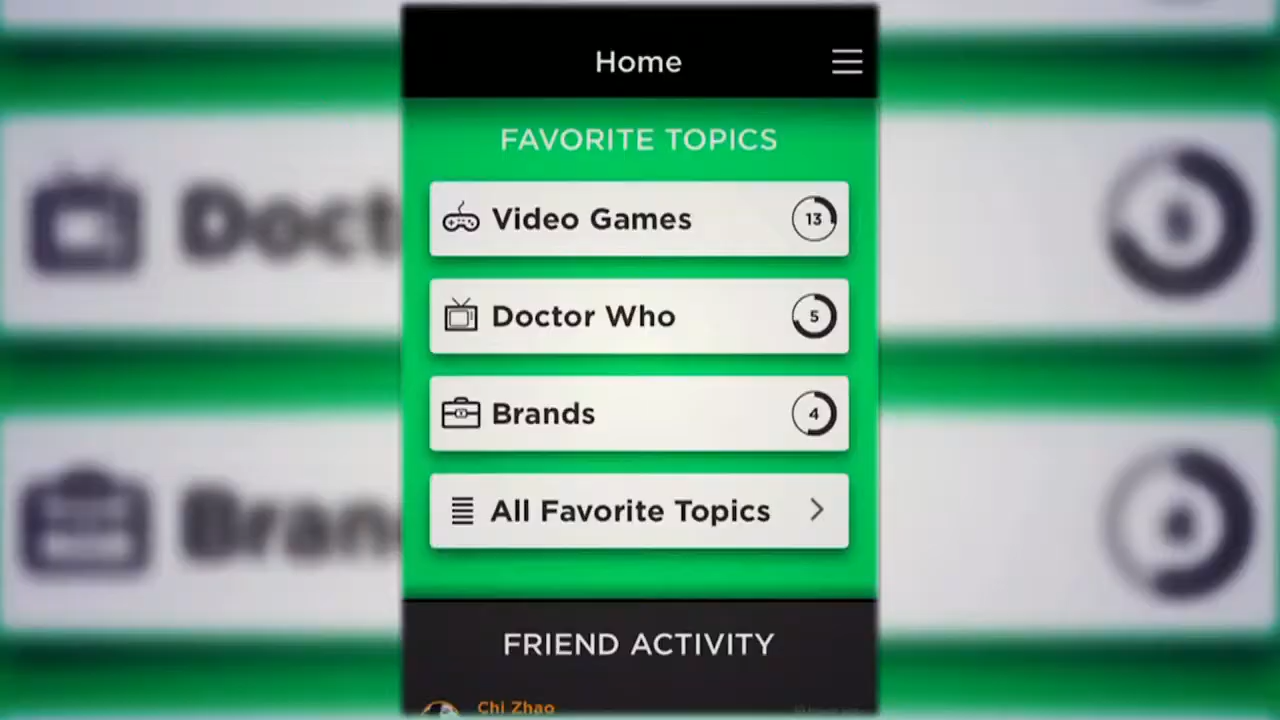 Home
FAVORITE TOPICS
Video Games 13
Doctor Who 5
Brands 4
All Favorite Topics
FRIEND ACTIVITY
Chi Zhao